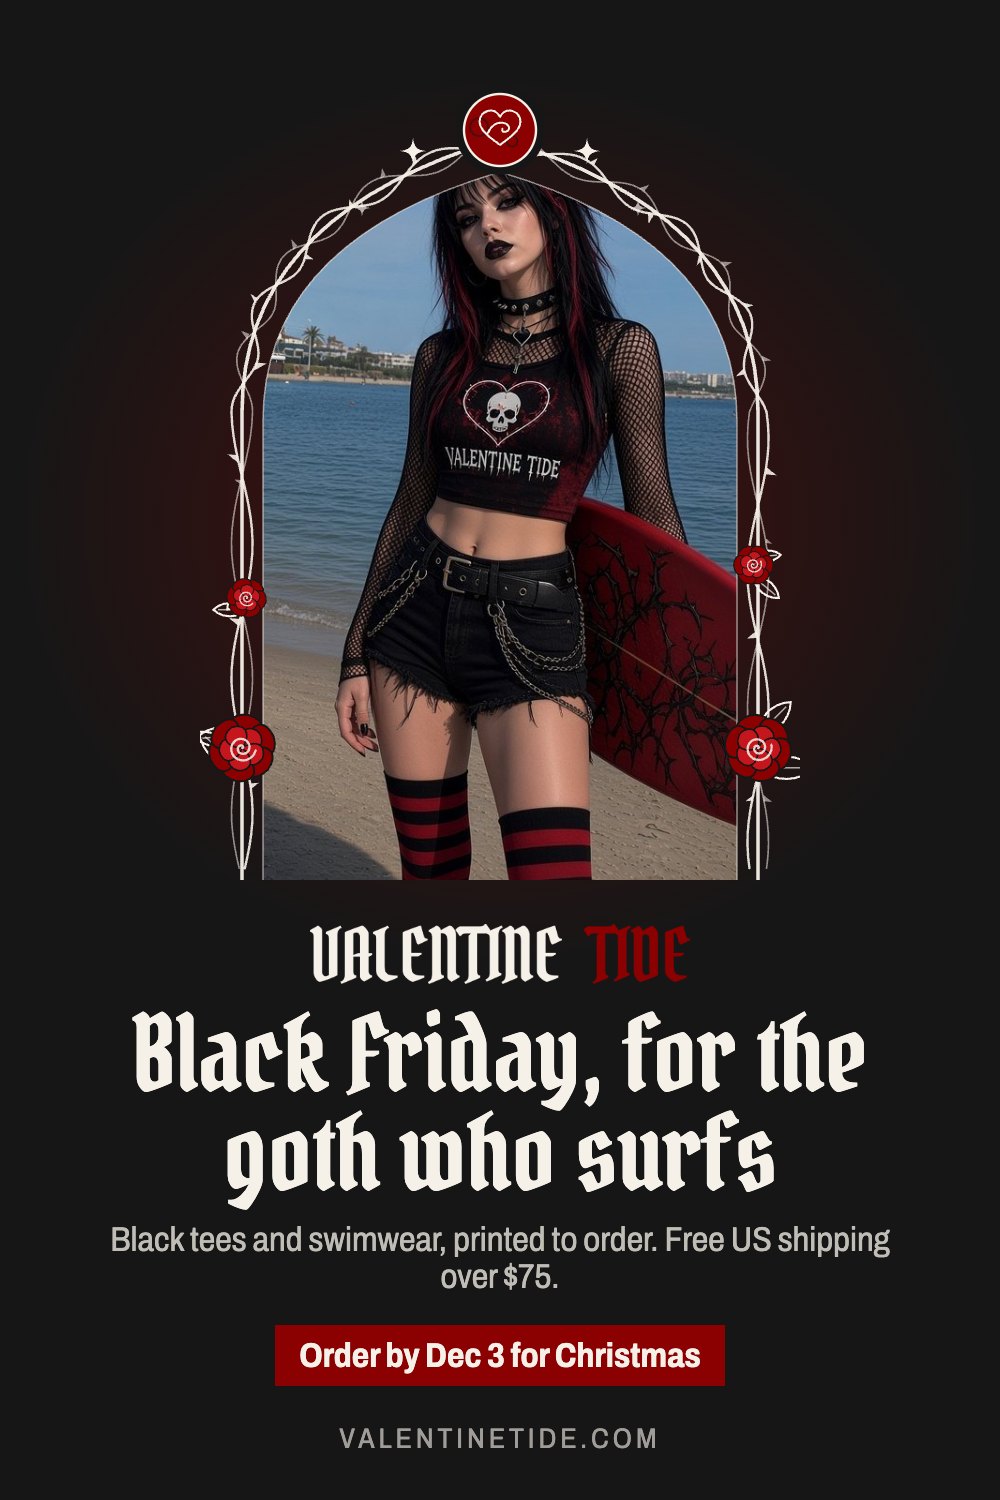 VALENTINE TIDE
VALENTINE TIDE
Black Friday, for the
goth who surfs
Black tees and swimwear, printed to order. Free US shipping
over $75.
Order by Dec 3 for Christmas
VALENTINETIDE.COM